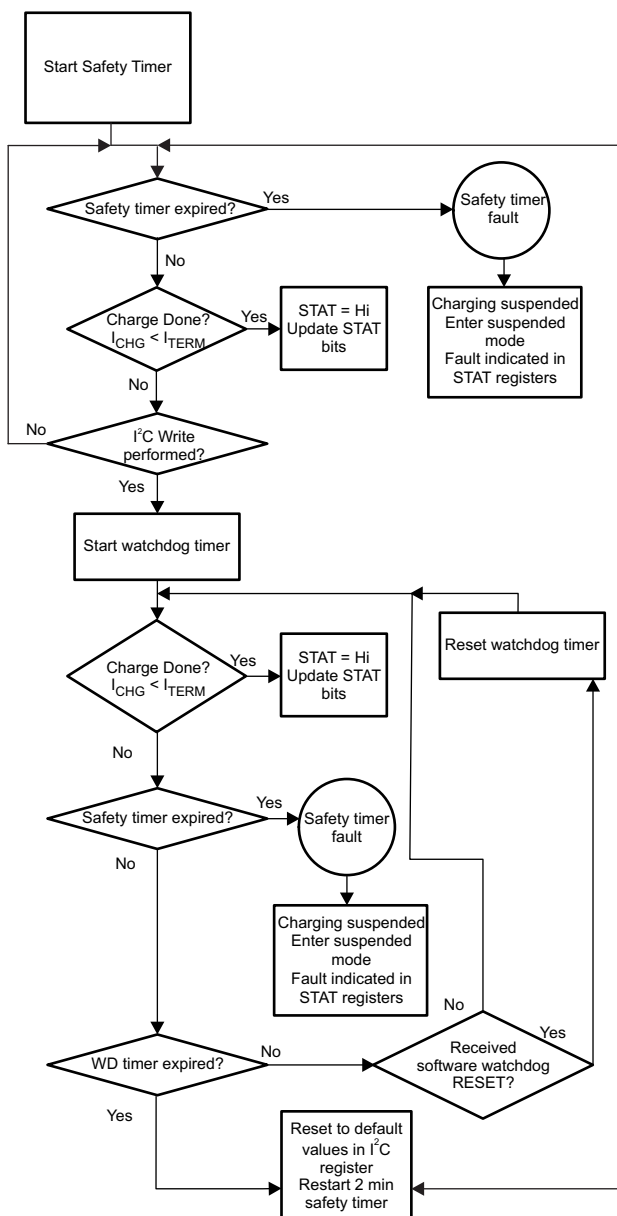 Start Safety Timer
Safety timer expired?
Yes
Safety timer
fault
No
Charge Done?
I_CHG < I_TERM
Yes
STAT = Hi
Update STAT
bits
Charging suspended
Enter suspended
mode
Fault indicated in
STAT registers
No
No
I²C Write
performed?
Yes
Start watchdog timer
Reset watchdog timer
Charge Done?
I_CHG < I_TERM
Yes
STAT = Hi
Update STAT
bits
No
Safety timer expired?
Yes
Safety timer
fault
No
Charging suspended
Enter suspended
mode
Fault indicated in
STAT registers
No
Yes
WD timer expired?
No
Received
software watchdog
RESET?
Yes
Reset to default
values in I²C
register
Restart 2 min
safety timer